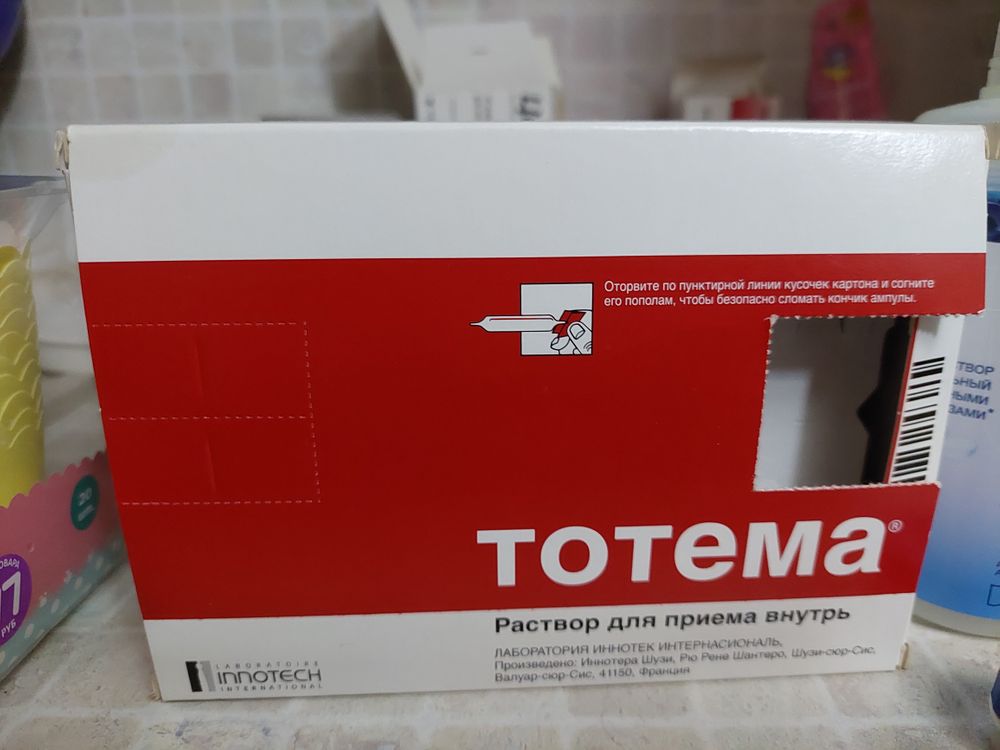 Оторвите по пунктирной линии кусочек картона и согните
его пополам, чтобы безопасно сломать кончик ампулы.
ТОТЕМА®
Раствор для приема внутрь
ЛАБОРАТОРИЯ ИННОТЕК ИНТЕРНАСИОНАЛЬ,
Произведено: Иннотера Шузи, Рю Рене Шантеро, Шузи-сюр-Сис,
Валуар-сюр-Сис, 41150, Франция
LABORATOIRE
INNOTECH
INTERNATIONAL
20
РУБ